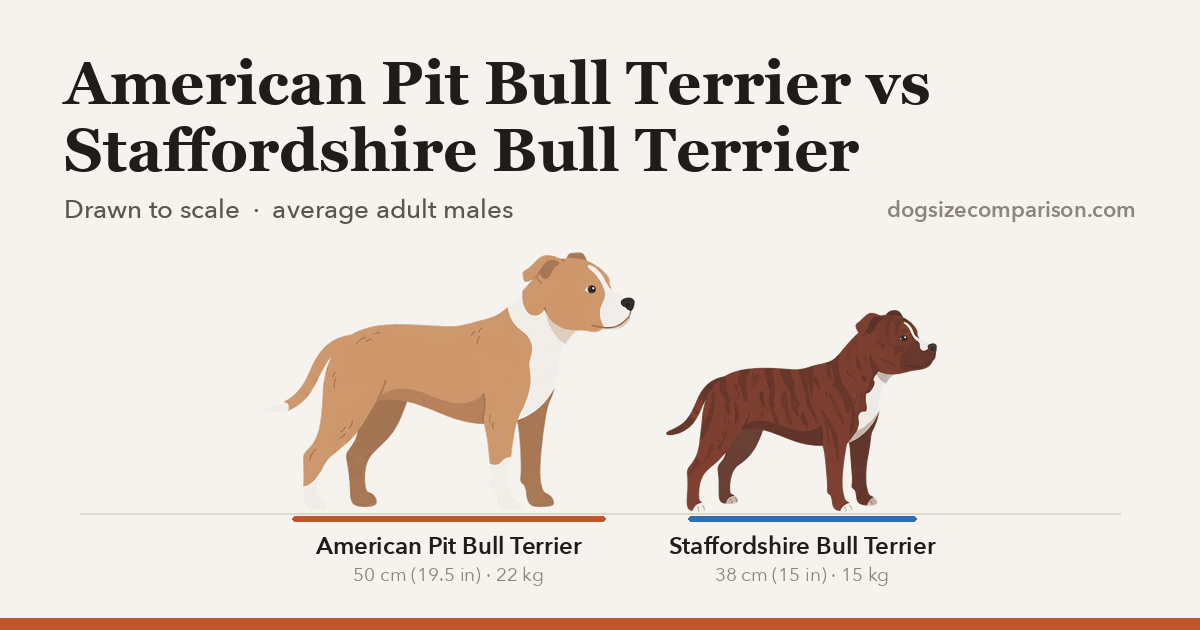 American Pit Bull Terrier vs
Staffordshire Bull Terrier
Drawn to scale · average adult males
dogsizecomparison.com
American Pit Bull Terrier
50 cm (19.5 in) · 22 kg
Staffordshire Bull Terrier
38 cm (15 in) · 15 kg